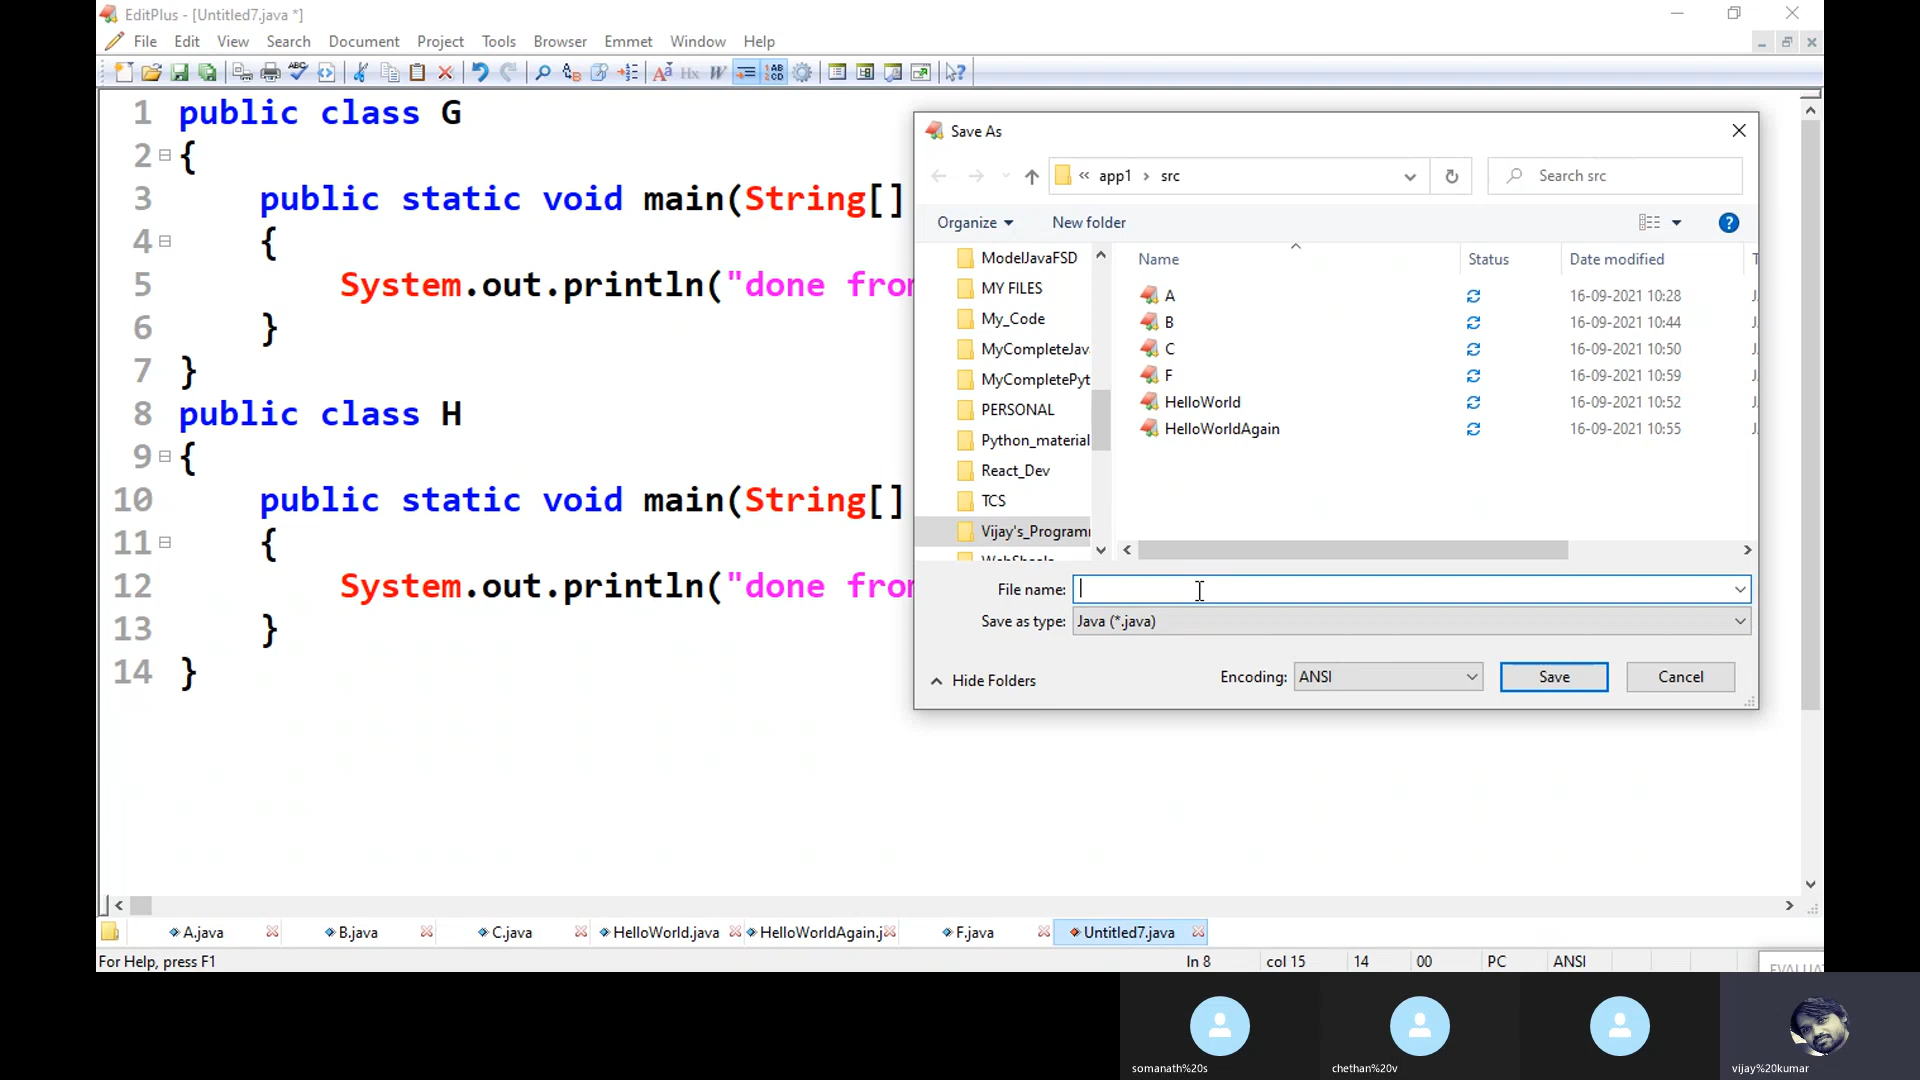 EditPlus - [Untitled7.java *]
File Edit View Search Document Project Tools Browser Emmet Window Help
1 public class G
2 {
3 public static void main(String[]
4 {
5 System.out.println("done from
6 }
7 }
8 public class H
9 {
10 public static void main(String[]
11 {
12 System.out.println("done from
13 }
14 }
Save As
« app1 › src
Search src
Organize New folder
ModelJavaFSD
MY FILES
My_Code
MyCompleteJav
MyCompletePyt
PERSONAL
Python_material
React_Dev
TCS
Vijay's_Program
Name Status Date modified T
A 16-09-2021 10:28
B 16-09-2021 10:44
C 16-09-2021 10:50
F 16-09-2021 10:59
HelloWorld 16-09-2021 10:52
HelloWorldAgain 16-09-2021 10:55
File name:
Save as type: Java (*.java)
Hide Folders
Encoding: ANSI Save Cancel
A.java B.java C.java HelloWorld.java HelloWorldAgain.j F.java Untitled7.java
For Help, press F1 ln 8 col 15 14 00 PC ANSI
somanath%20s chethan%20v vijay%20kumar